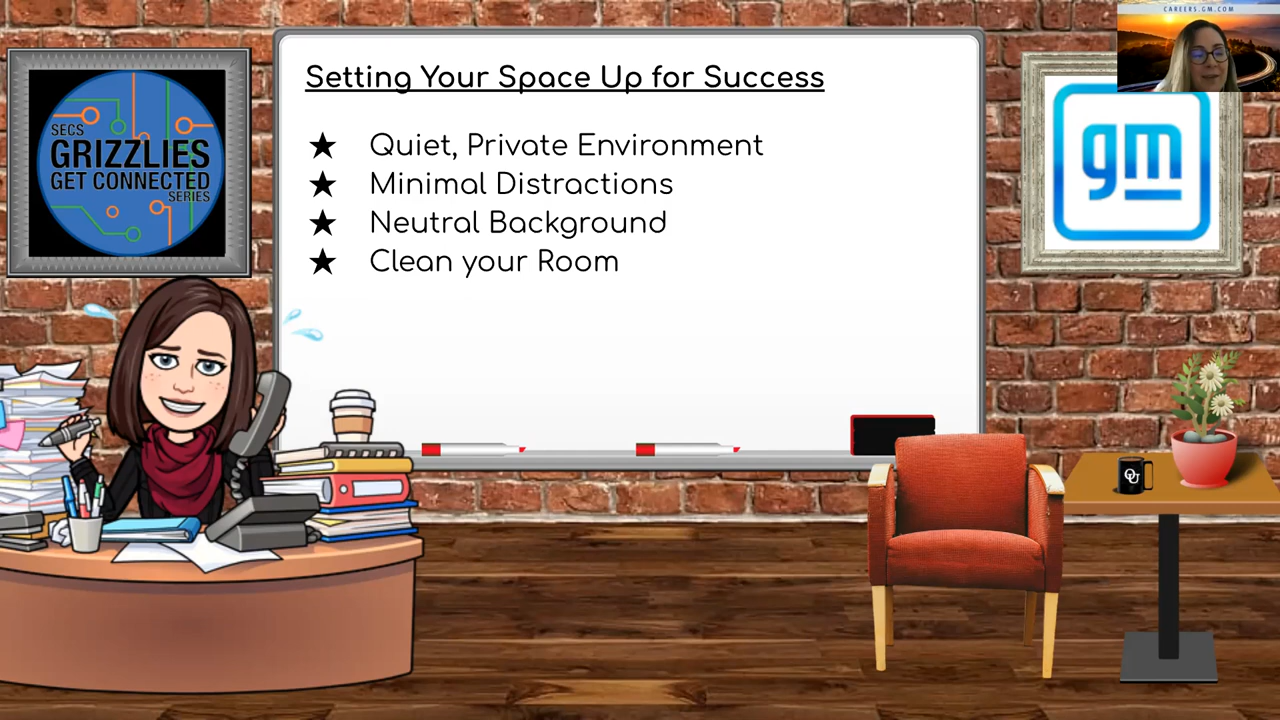 CAREERS.GM.COM
Setting Your Space Up for Success
★ Quiet, Private Environment
★ Minimal Distractions
★ Neutral Background
★ Clean your Room
SECS
GRIZZLIES
GET CONNECTED
SERIES
gm
OU